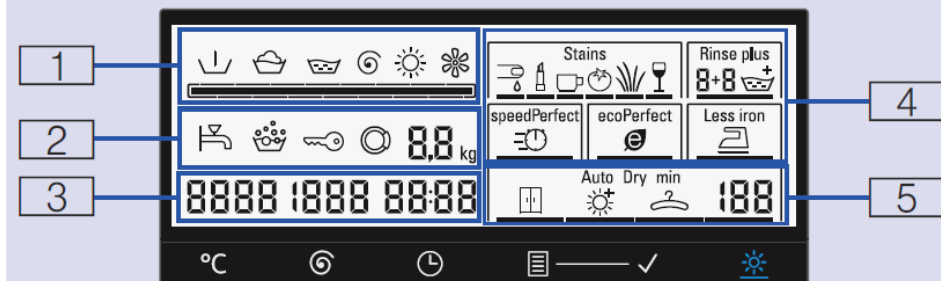 1
Stains
Rinse plus
8+8
4
speedPerfect
ecoPerfect
Less iron
e
2
8,8 kg
3
8888 1888 88:88
Auto Dry min
188
5
°C